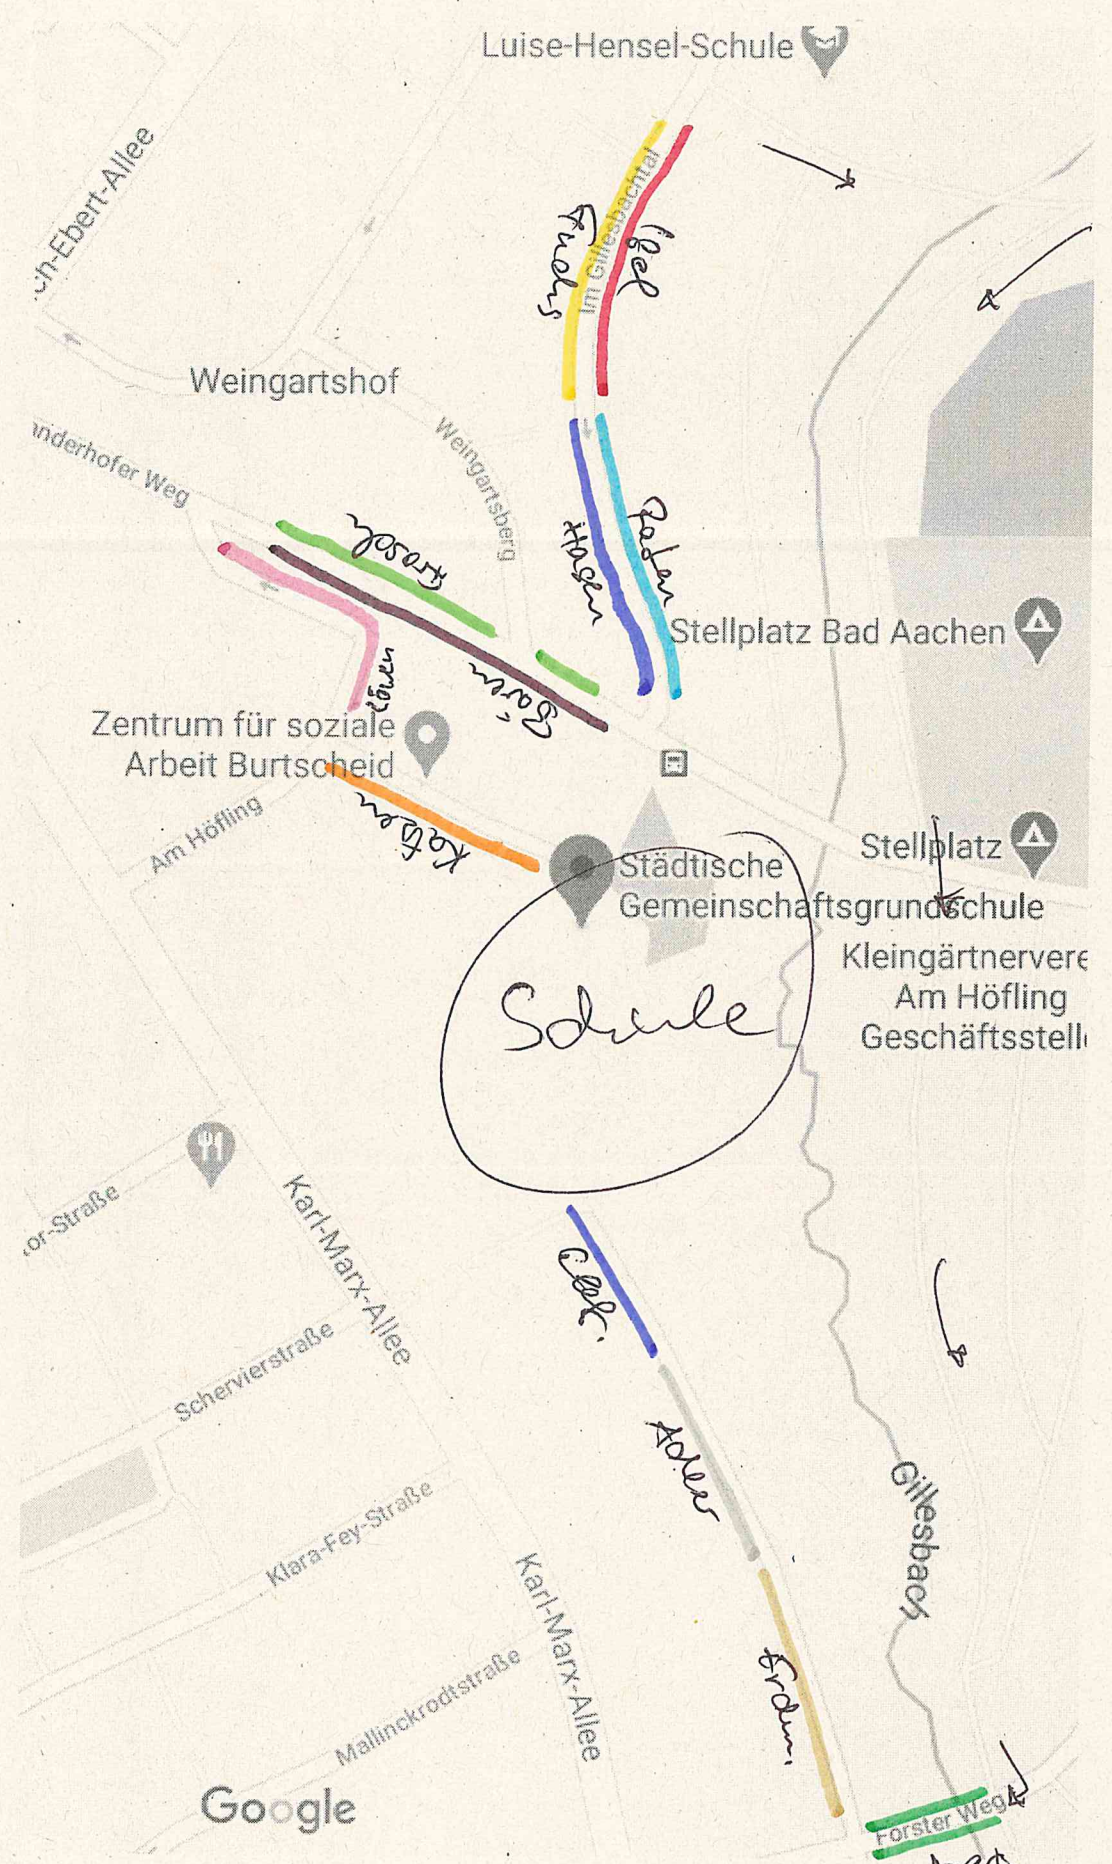 Luise-Hensel-Schule
ch-Ebert-Allee
Im Gillesbachtal
Fuchs
Igel
Weingartshof
anderhofer Weg
Weingartsberg
Frosch
Hasen
Raben
Stellplatz Bad Aachen
Bären
Löwen
Zentrum für soziale
Arbeit Burtscheid
Am Höfling
Katzen
Stellplatz
Städtische
Gemeinschaftsgrundschule
Kleingärtnervere
Am Höfling
Geschäftsstell
Schule
or-Straße
Karl-Marx-Allee
Schervierstraße
Adler
Klara-Fey-Straße
Gillesbach
Karl-Marx-Allee
Mallinckrodtstraße
Erdm.
Google
Forster Weg